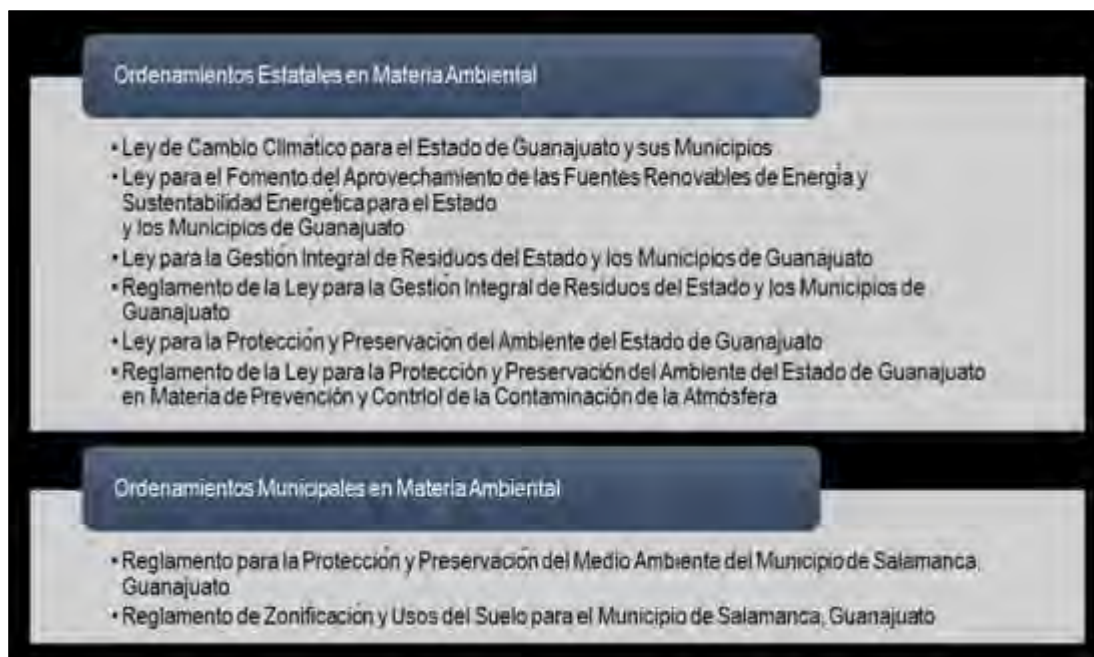 Ordenamientos Estatales en Materia Ambiental
• Ley de Cambio Climático para el Estado de Guanajuato y sus Municipios
• Ley para el Fomento del Aprovechamiento de las Fuentes Renovables de Energía y
Sustentabilidad Energética para el Estado
y los Municipios de Guanajuato
• Ley para la Gestión Integral de Residuos del Estado y los Municipios de Guanajuato
• Reglamento de la Ley para la Gestión Integral de Residuos del Estado y los Municipios de
Guanajuato
• Ley para la Protección y Preservación del Ambiente del Estado de Guanajuato
• Reglamento de la Ley para la Protección y Preservación del Ambiente del Estado de Guanajuato
en Materia de Prevención y Contriol de la Contaminación de la Atmósfera
Ordenamientos Municipales en Materia Ambiental
• Reglamento para la Protección y Preservación del Medio Ambiente del Municipio de Salamanca,
Guanajuato
• Reglamento de Zonificación y Usos del Suelo para el Municipio de Salamanca, Guanajuato